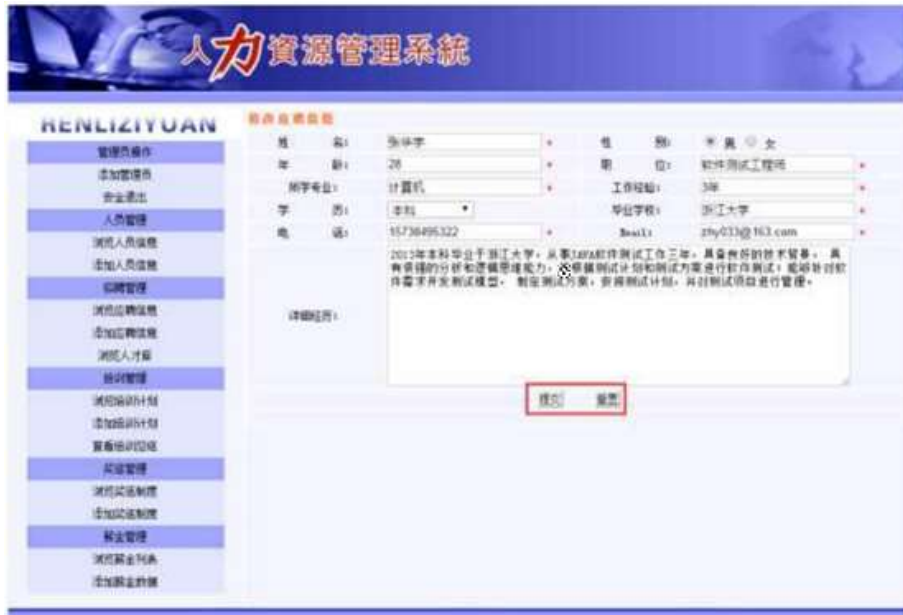 人力資源管理系統
RENLIZIYUAN
管理员操作
添加管理员
安全退出
人员管理
浏览人员信息
添加人员信息
招聘管理
浏览应聘信息
添加应聘信息
浏览人才库
培训管理
浏览培训计划
添加培训计划
查看培训总结
奖惩管理
浏览奖惩制度
添加奖惩制度
薪金管理
浏览薪金列表
添加薪金数据
修改应聘信息
姓 名: 张华宇 * 性 别: 男 女
年 龄: 28 * 职 位: 软件测试工程师 *
所学专业: 计算机 * 工作经验: 3年 *
学 历: 本科 毕业学校: 浙江大学 *
电 话: 15738495322 * Email: zhy033@163.com *
详细经历:
2013年本科毕业于浙江大学，从事JAVA软件测试工作三年，具备良好的技术背景， 具
有很强的分析和逻辑思维能力，根据测试计划和测试方案进行软件测试；能够针对软
件需求开发测试模型， 制定测试方案，安排测试计划，并对测试项目进行管理。
提交 重置